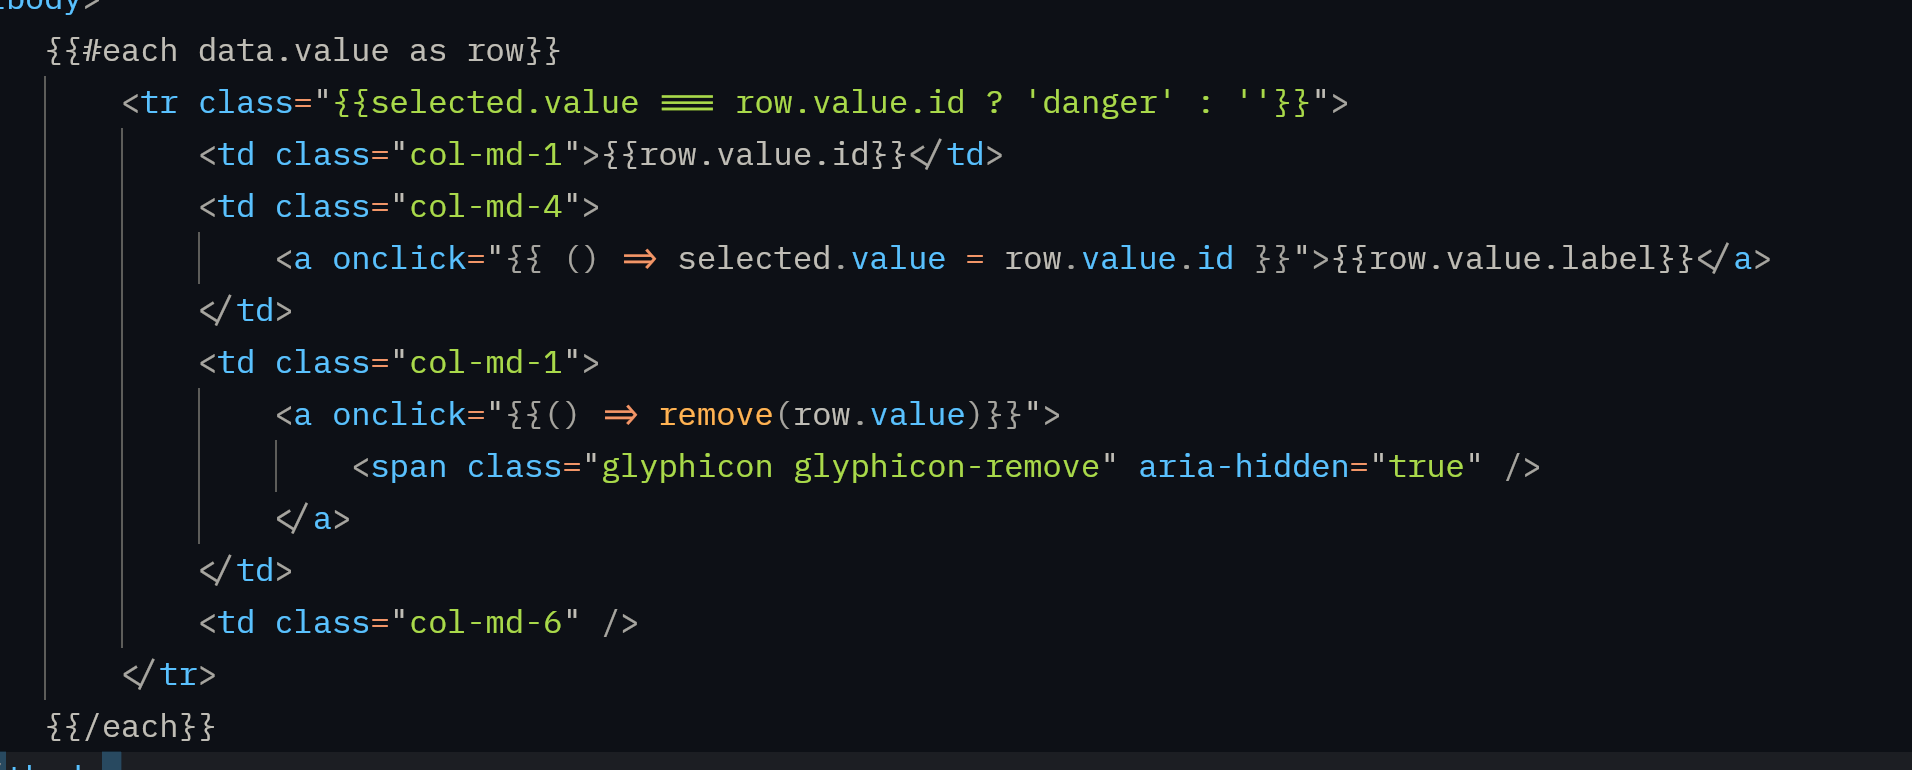 body>
{{#each data.value as row}}
<tr class="{{selected.value === row.value.id ? 'danger' : ''}}">
<td class="col-md-1">{{row.value.id}}</td>
<td class="col-md-4">
<a onclick="{{ () => selected.value = row.value.id }}">{{row.value.label}}</a>
</td>
<td class="col-md-1">
<a onclick="{{() => remove(row.value)}}">
<span class="glyphicon glyphicon-remove" aria-hidden="true" />
</a>
</td>
<td class="col-md-6" />
</tr>
{{/each}}